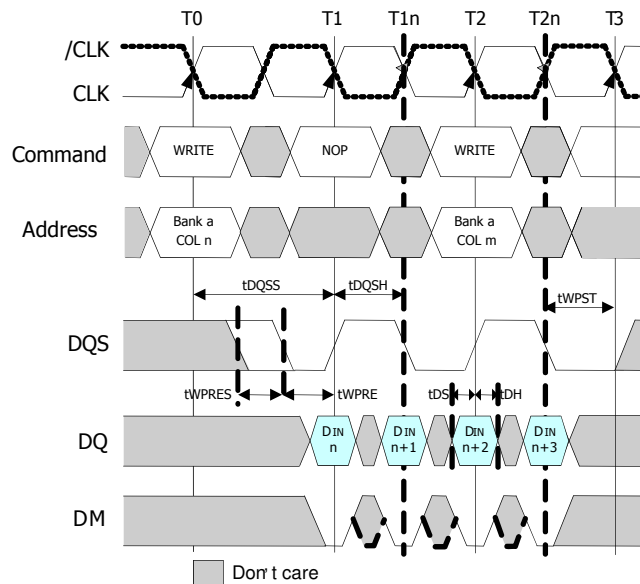 T0 T1 T1n T2 T2n T3
/CLK
CLK
Command WRITE NOP WRITE
Address Bank a COL n Bank a COL m
tDQSS tDQSH tWPST
DQS
tWPRES tWPRE tDS tDH
DQ DIN n DIN n+1 DIN n+2 DIN n+3
DM
Don't care